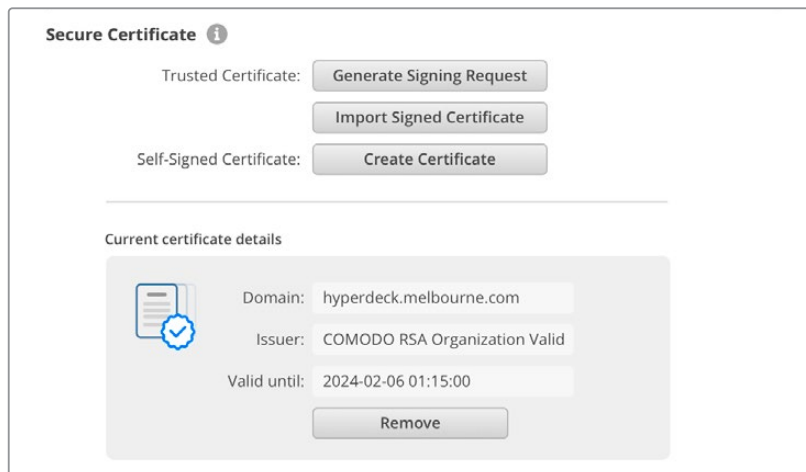 Secure Certificate
Trusted Certificate: Generate Signing Request
Import Signed Certificate
Self-Signed Certificate: Create Certificate
Current certificate details
Domain: hyperdeck.melbourne.com
Issuer: COMODO RSA Organization Valid
Valid until: 2024-02-06 01:15:00
Remove